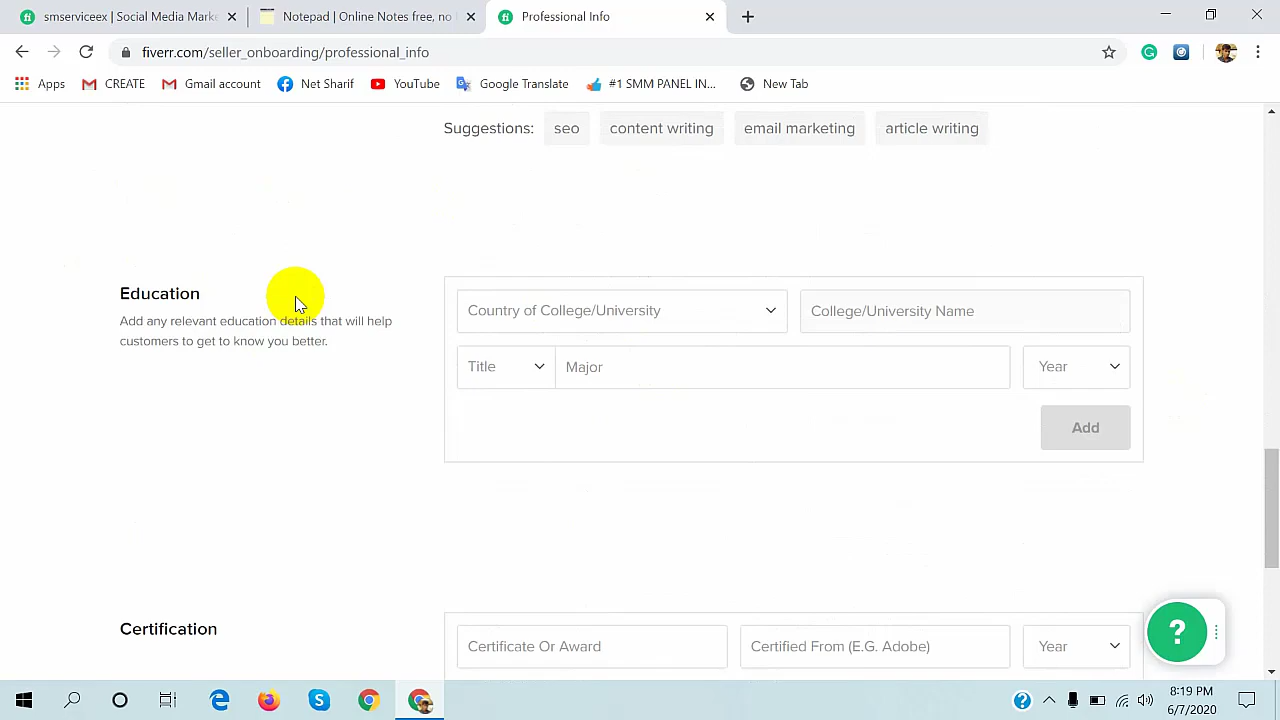 smserviceex | Social Media Mark
Notepad | Online Notes free, no l
Professional Info
fiverr.com/seller_onboarding/professional_info
Apps
CREATE
Gmail account
Not Sharif
YouTube
Google Translate
#1 SMM PANEL IN...
New Tab
Suggestions: seo content writing email marketing article writing
Education
Add any relevant education details that will help
customers to get to know you better.
Country of College/University
College/University Name
Title
Major
Year
Add
Certification
Certificate Or Award
Certified From (E.G. Adobe)
Year
?
8:19 PM
6/7/2020